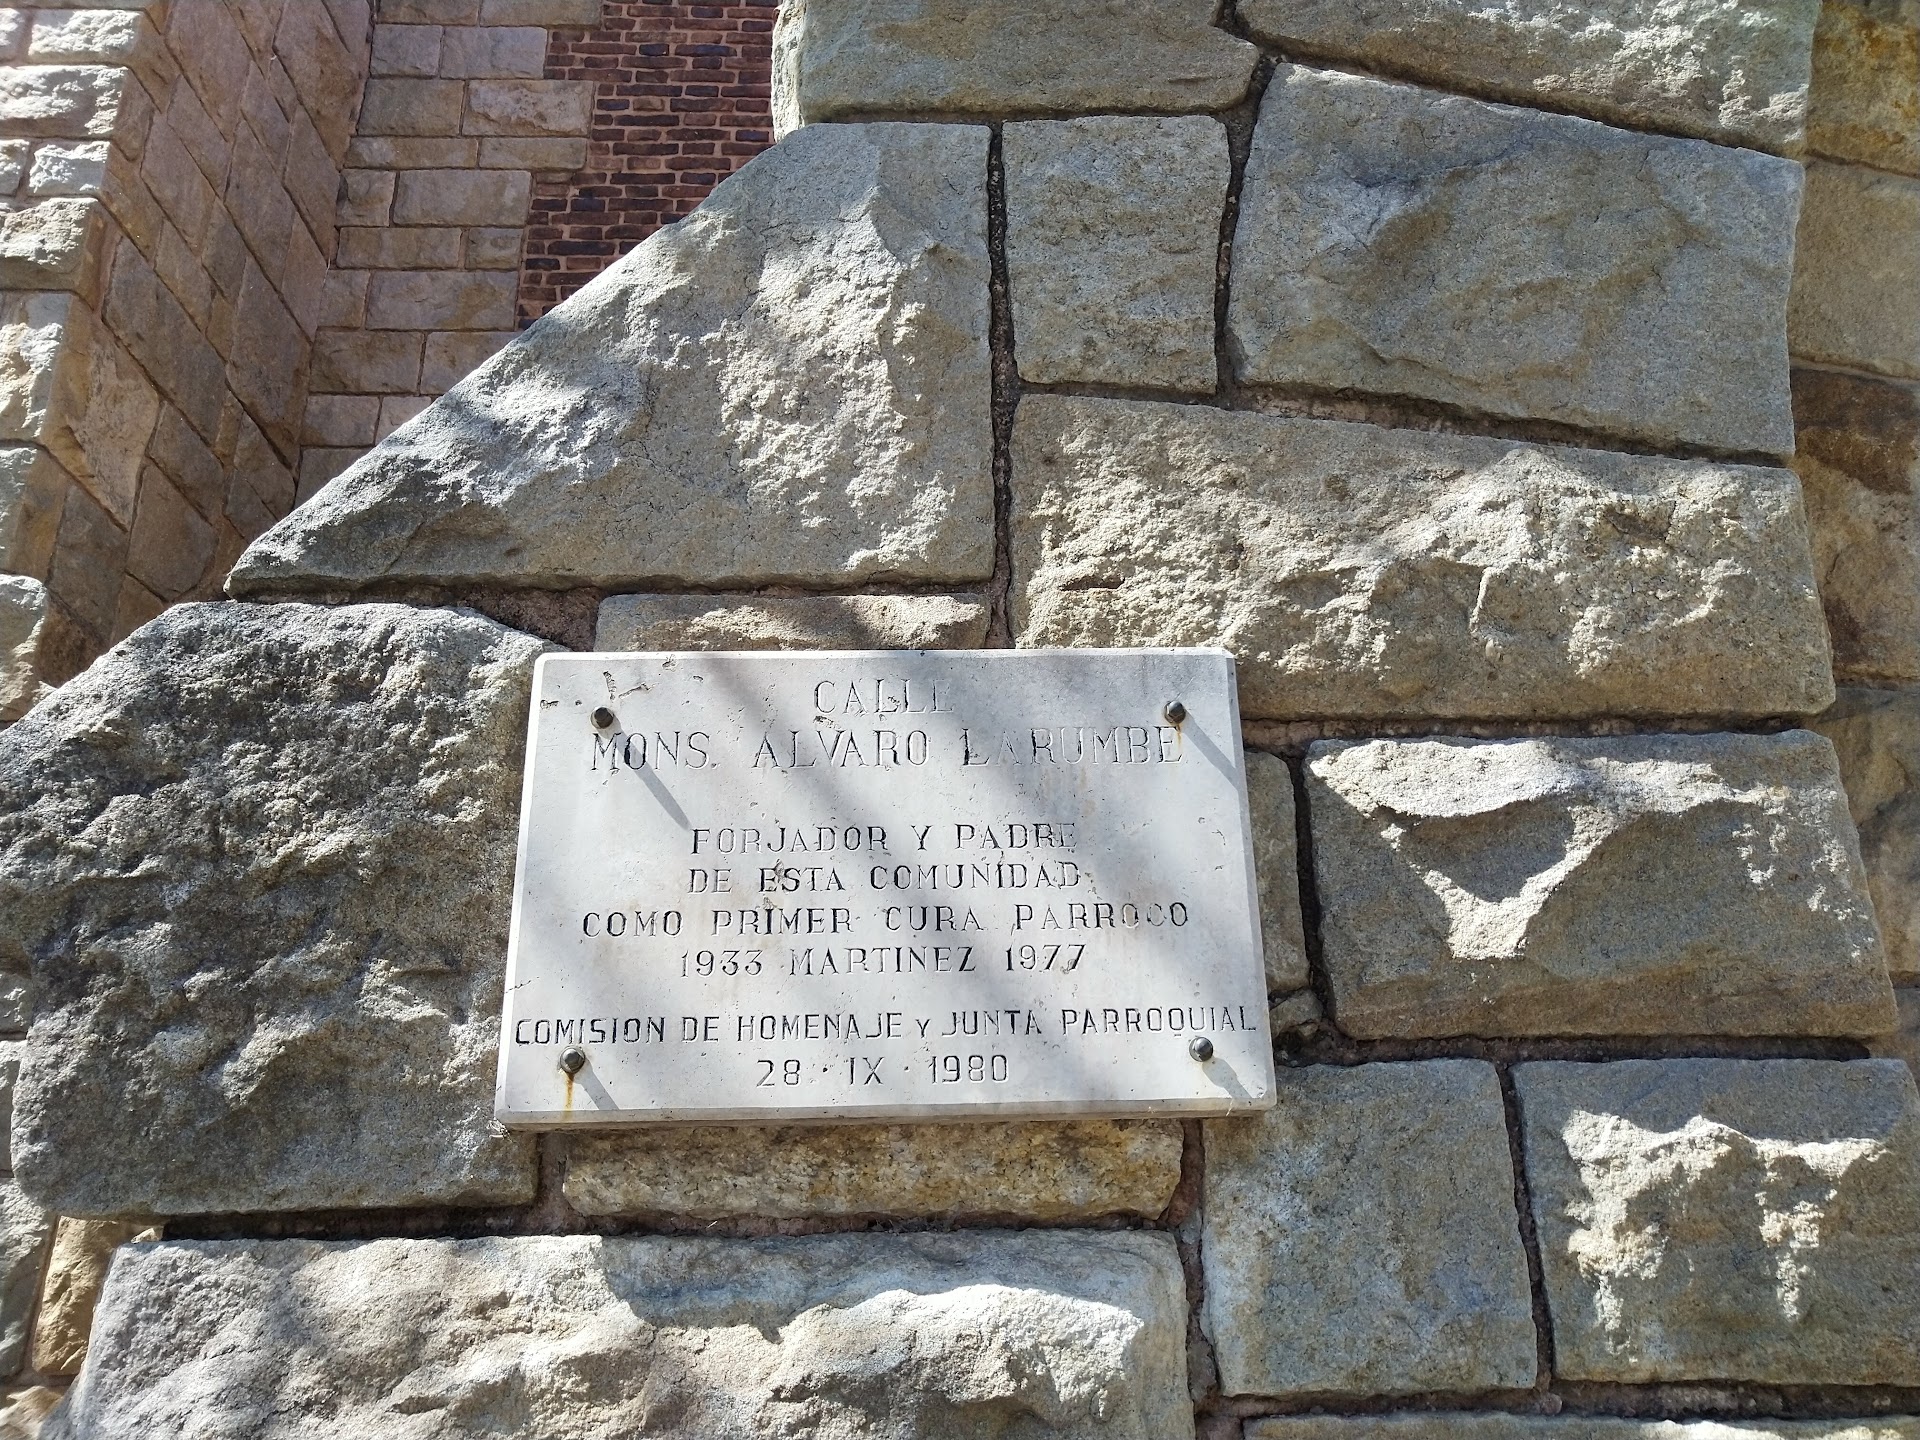 CALLE
MONS. ALVARO LARUMBE
FORJADOR Y PADRE
DE ESTA COMUNIDAD
COMO PRIMER CURA PARROCO
1933 MARTINEZ 1977
COMISION DE HOMENAJE Y JUNTA PARROQUIAL
28 · IX · 1980